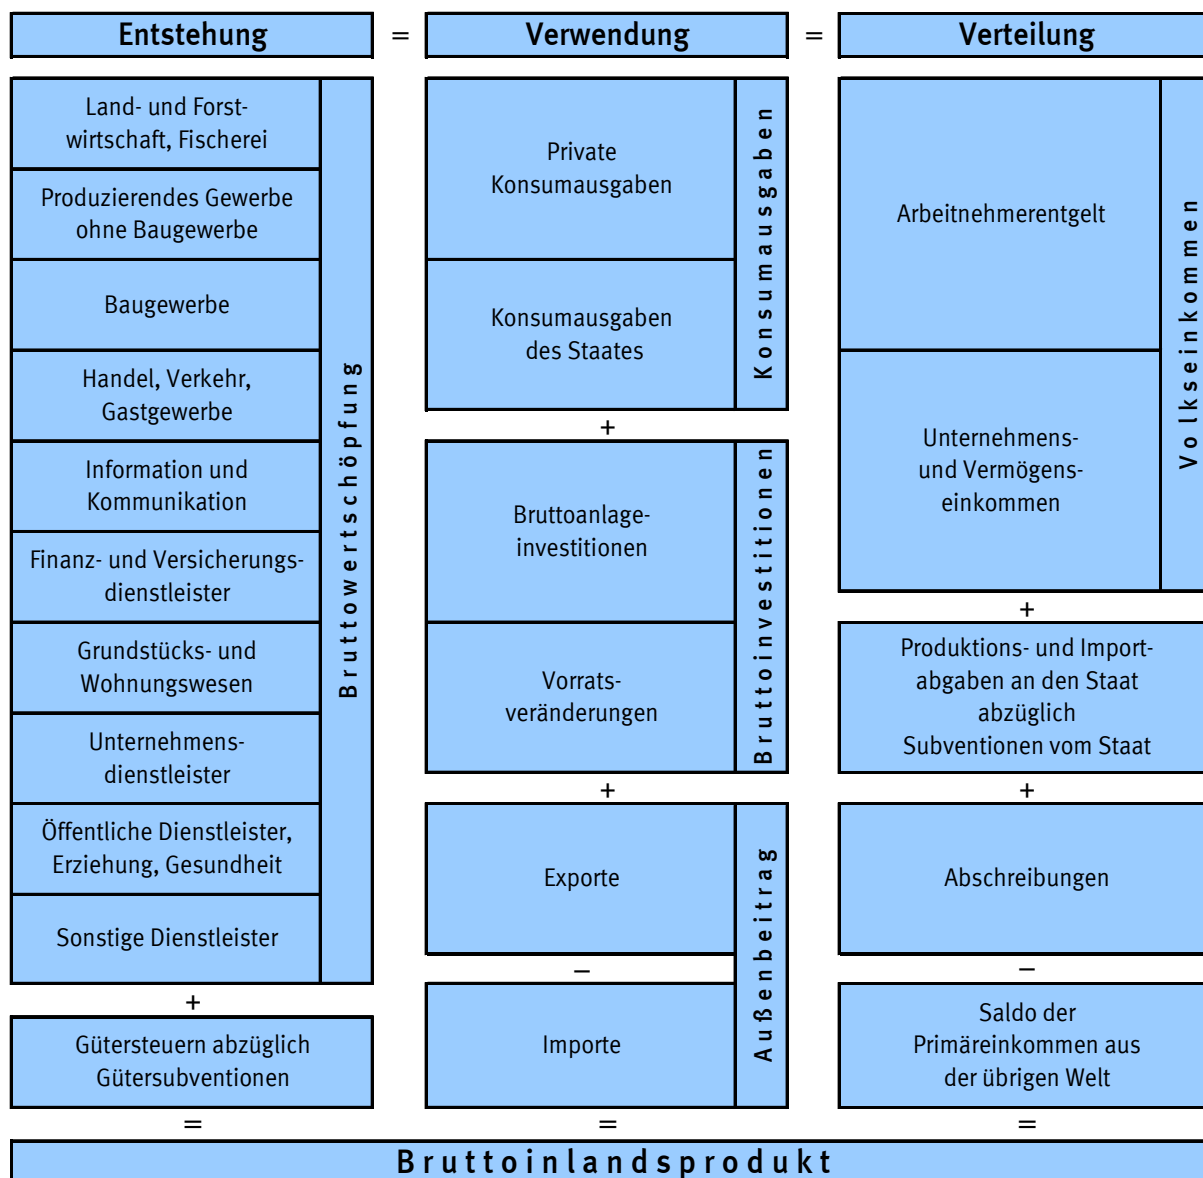 Entstehung
=
Verwendung
=
Verteilung
Land- und Forst-
wirtschaft, Fischerei
Produzierendes Gewerbe
ohne Baugewerbe
Baugewerbe
Handel, Verkehr,
Gastgewerbe
Information und
Kommunikation
Finanz- und Versicherungs-
dienstleister
Grundstücks- und
Wohnungswesen
Unternehmens-
dienstleister
Öffentliche Dienstleister,
Erziehung, Gesundheit
Sonstige Dienstleister
Bruttowertschöpfung
+
Gütersteuern abzüglich
Gütersubventionen
=
Private
Konsumausgaben
Konsumausgaben
des Staates
Konsumausgaben
+
Bruttoanlage-
investitionen
Vorrats-
veränderungen
Bruttoinvestitionen
+
Exporte
–
Importe
Außenbeitrag
=
Arbeitnehmerentgelt
Unternehmens-
und Vermögens-
einkommen
Volkseinkommen
+
Produktions- und Import-
abgaben an den Staat
abzüglich
Subventionen vom Staat
+
Abschreibungen
–
Saldo der
Primäreinkommen aus
der übrigen Welt
=
Bruttoinlandsprodukt